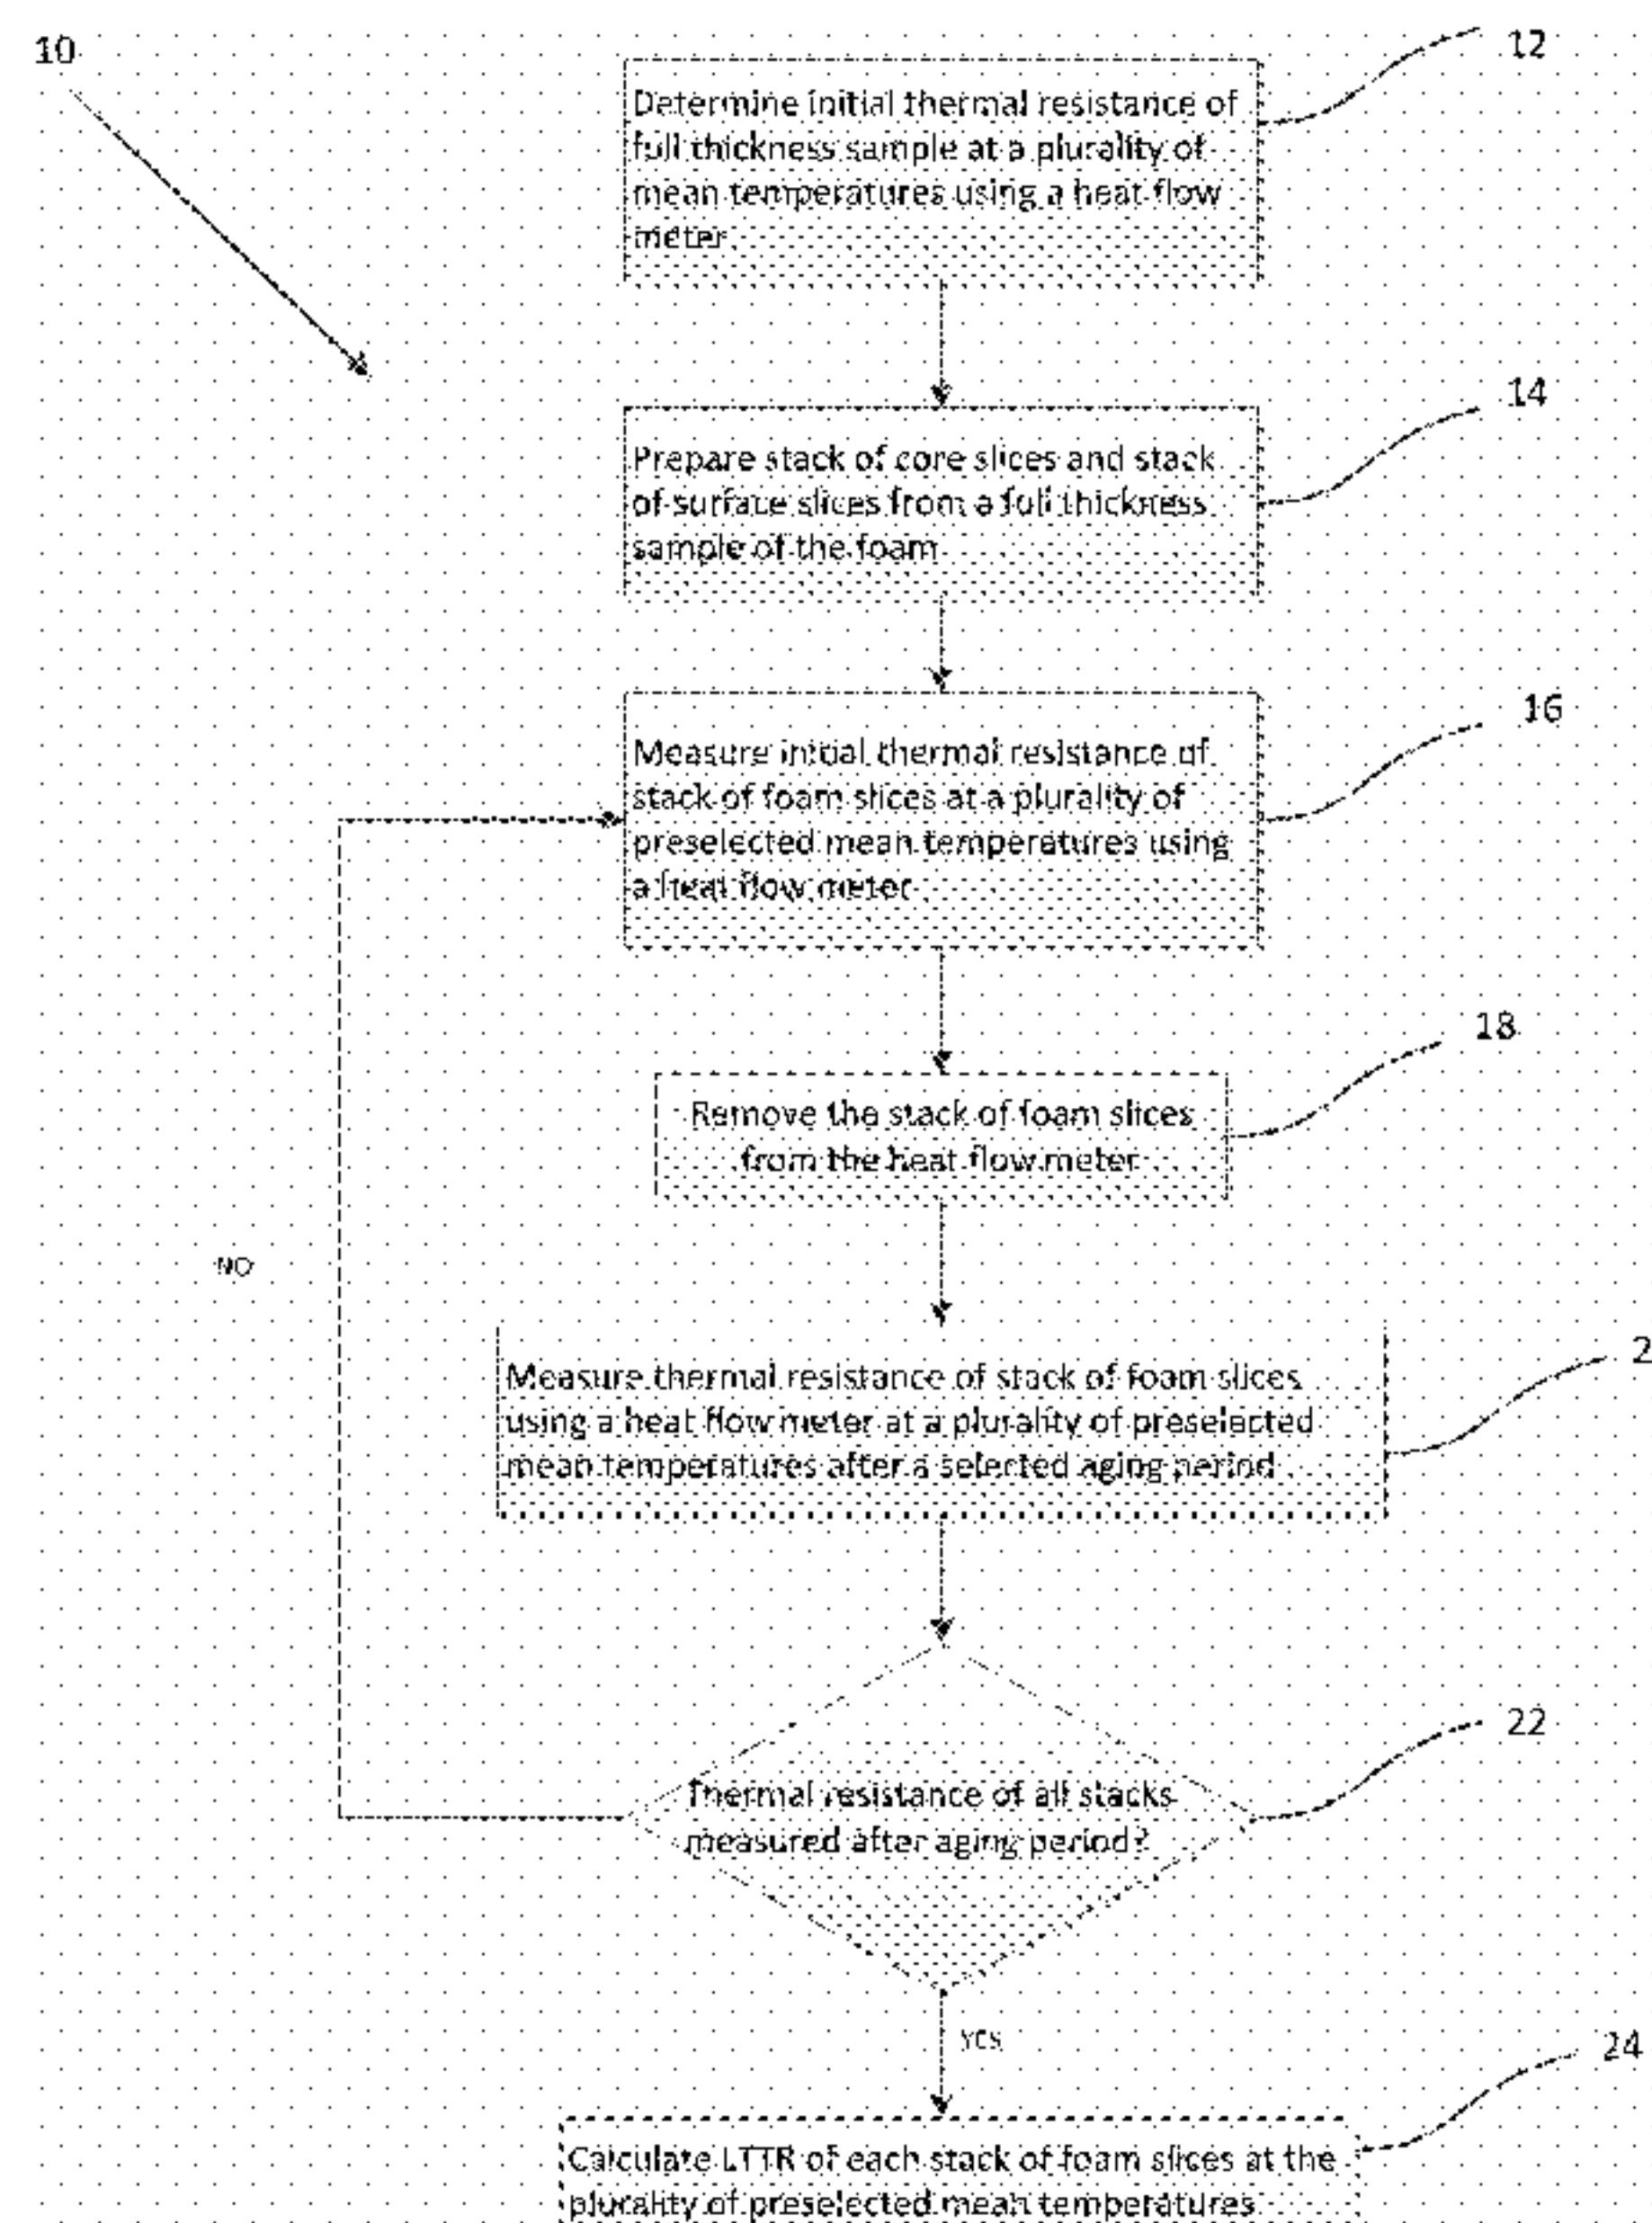 10
12
Determine initial thermal resistance of
full thickness sample at a plurality of
mean temperatures using a heat flow
meter
14
Prepare stack of core slices and stack
of surface slices from a full thickness
sample of the foam
16
Measure initial thermal resistance of
stack of foam slices at a plurality of
preselected mean temperatures using
a heat flow meter
18
Remove the stack of foam slices
from the heat flow meter
NO
2
Measure thermal resistance of stack of foam slices
using a heat flow meter at a plurality of preselected
mean temperatures after a selected aging period
22
Thermal resistance of all stacks
measured after aging period?
YES
24
Calculate LTTR of each stack of foam slices at the
plurality of preselected mean temperatures